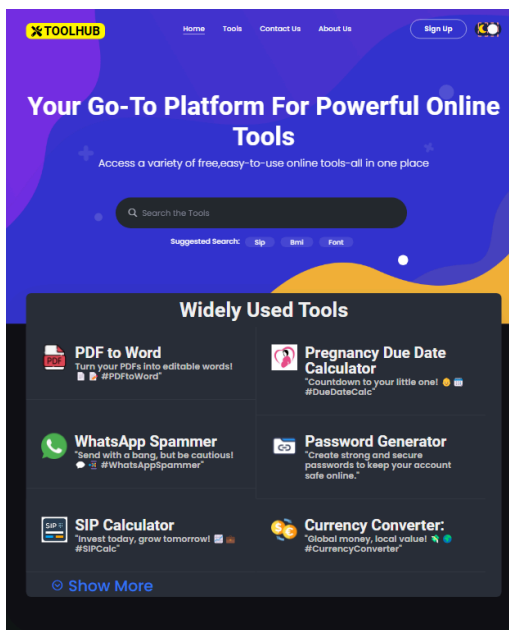 TOOLHUB
Home Tools Contact Us About Us Sign Up
Your Go-To Platform For Powerful Online
Tools
Access a variety of free,easy-to-use online tools-all in one place
Search the Tools
Suggested Search: Sip Bmi Font
Widely Used Tools
PDF to Word
Turn your PDFs into editable words!
#PDFtoWord"
Pregnancy Due Date
Calculator
"Countdown to your little one! 👶 📅
#DueDateCalc"
WhatsApp Spammer
"Send with a bang, but be cautious!
💬 📲 #WhatsAppSpammer"
Password Generator
"Create strong and secure
passwords to keep your account
safe online."
SIP Calculator
"Invest today, grow tomorrow! 📈 💼
#SIPCalc"
Currency Converter:
"Global money, local value! 💸 🌍
#CurrencyConverter"
Show More
PDF
SIP